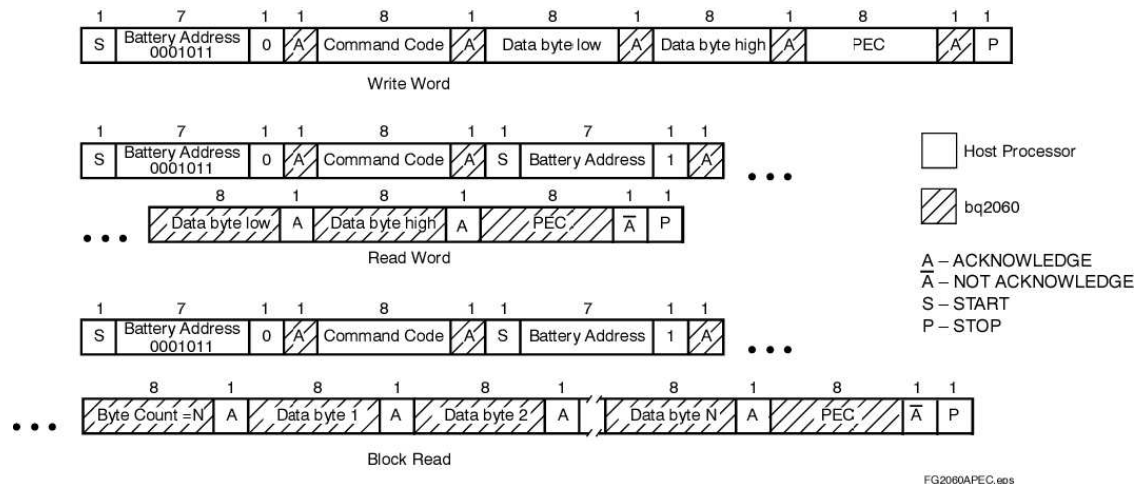 1 7 1 1 8 1 8 1 8 1 8 1 1
S Battery Address 0001011 0 A Command Code A Data byte low A Data byte high A PEC A P
Write Word
1 7 1 1 8 1 1 7 1 1
S Battery Address 0001011 0 A Command Code A S Battery Address 1 A • • •
8 1 8 1 8 1 1
• • • Data byte low A Data byte high A PEC A̅ P
Read Word
1 7 1 1 8 1 1 7 1 1
S Battery Address 0001011 0 A Command Code A S Battery Address 1 A • • •
8 1 8 1 8 1 8 1 8 1 1
• • • Byte Count =N A Data byte 1 A Data byte 2 A Data byte N A PEC A̅ P
Block Read
Host Processor
bq2060
A – ACKNOWLEDGE
A̅ – NOT ACKNOWLEDGE
S – START
P – STOP
FG2060APEC.eps